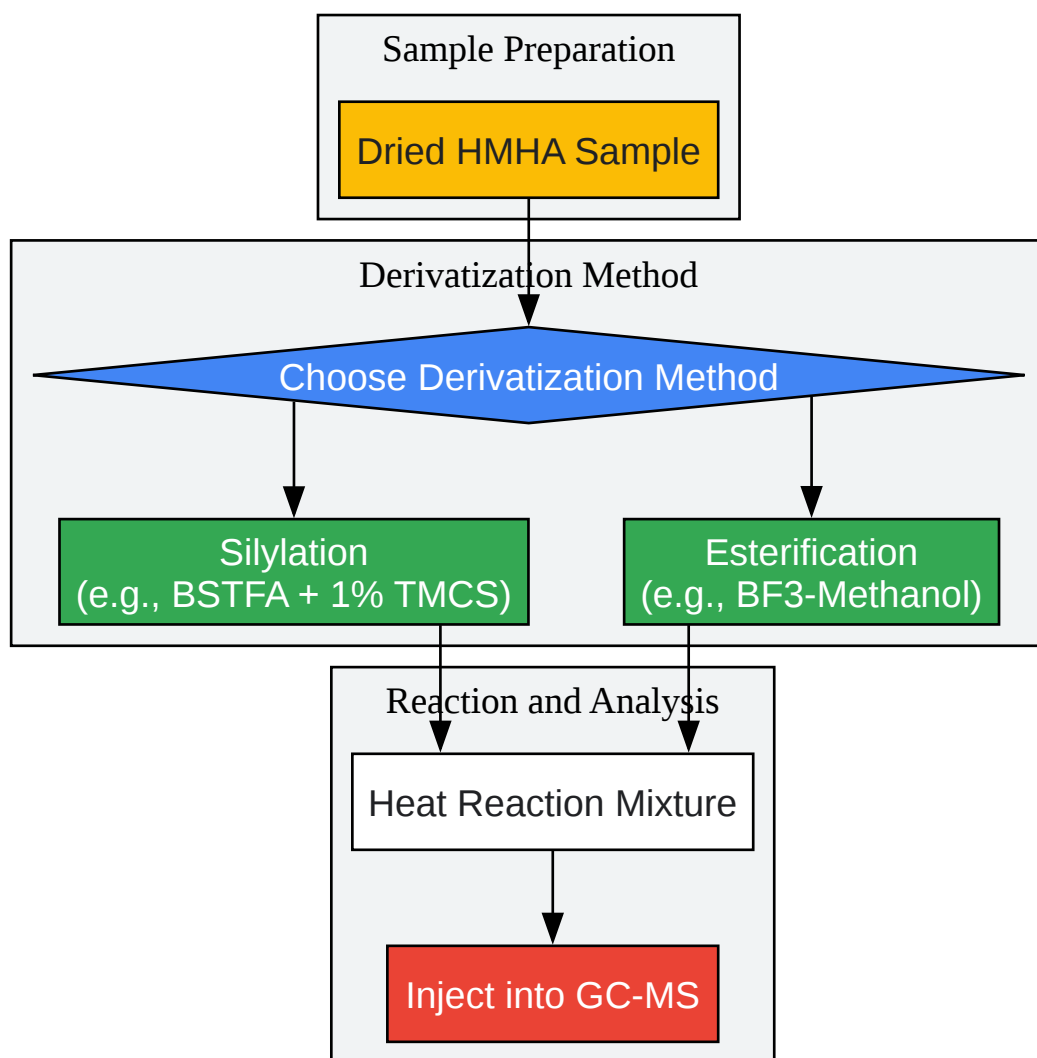 Sample Preparation
Dried HMHA Sample
Derivatization Method
Choose Derivatization Method
Silylation
(e.g., BSTFA + 1% TMCS)
Esterification
(e.g., BF3-Methanol)
Reaction and Analysis
Heat Reaction Mixture
Inject into GC-MS